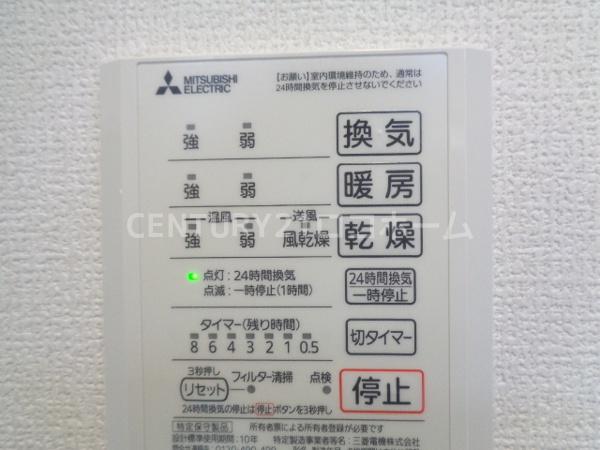 MITSUBISHI
ELECTRIC
【お願い】室内環境維持のため、通常は
24時間換気を停止させないでください
強 弱 換気
強 弱 暖房
温風 送風
強 弱 風乾燥 乾燥
CENTURY21
ホーム
点灯：24時間換気
点滅：一時停止(1時間)
24時間換気
一時停止
タイマー(残り時間)
8 6 4 3 2 1 0.5
切タイマー
3秒押し
リセット フィルター清掃 点検
停止
24時間換気の停止は停止ボタンを3秒押し
特定保守製品 所有者票による所有者登録が必要です
設計標準使用期間：10年 特定製造事業者等名：三菱電機株式会社